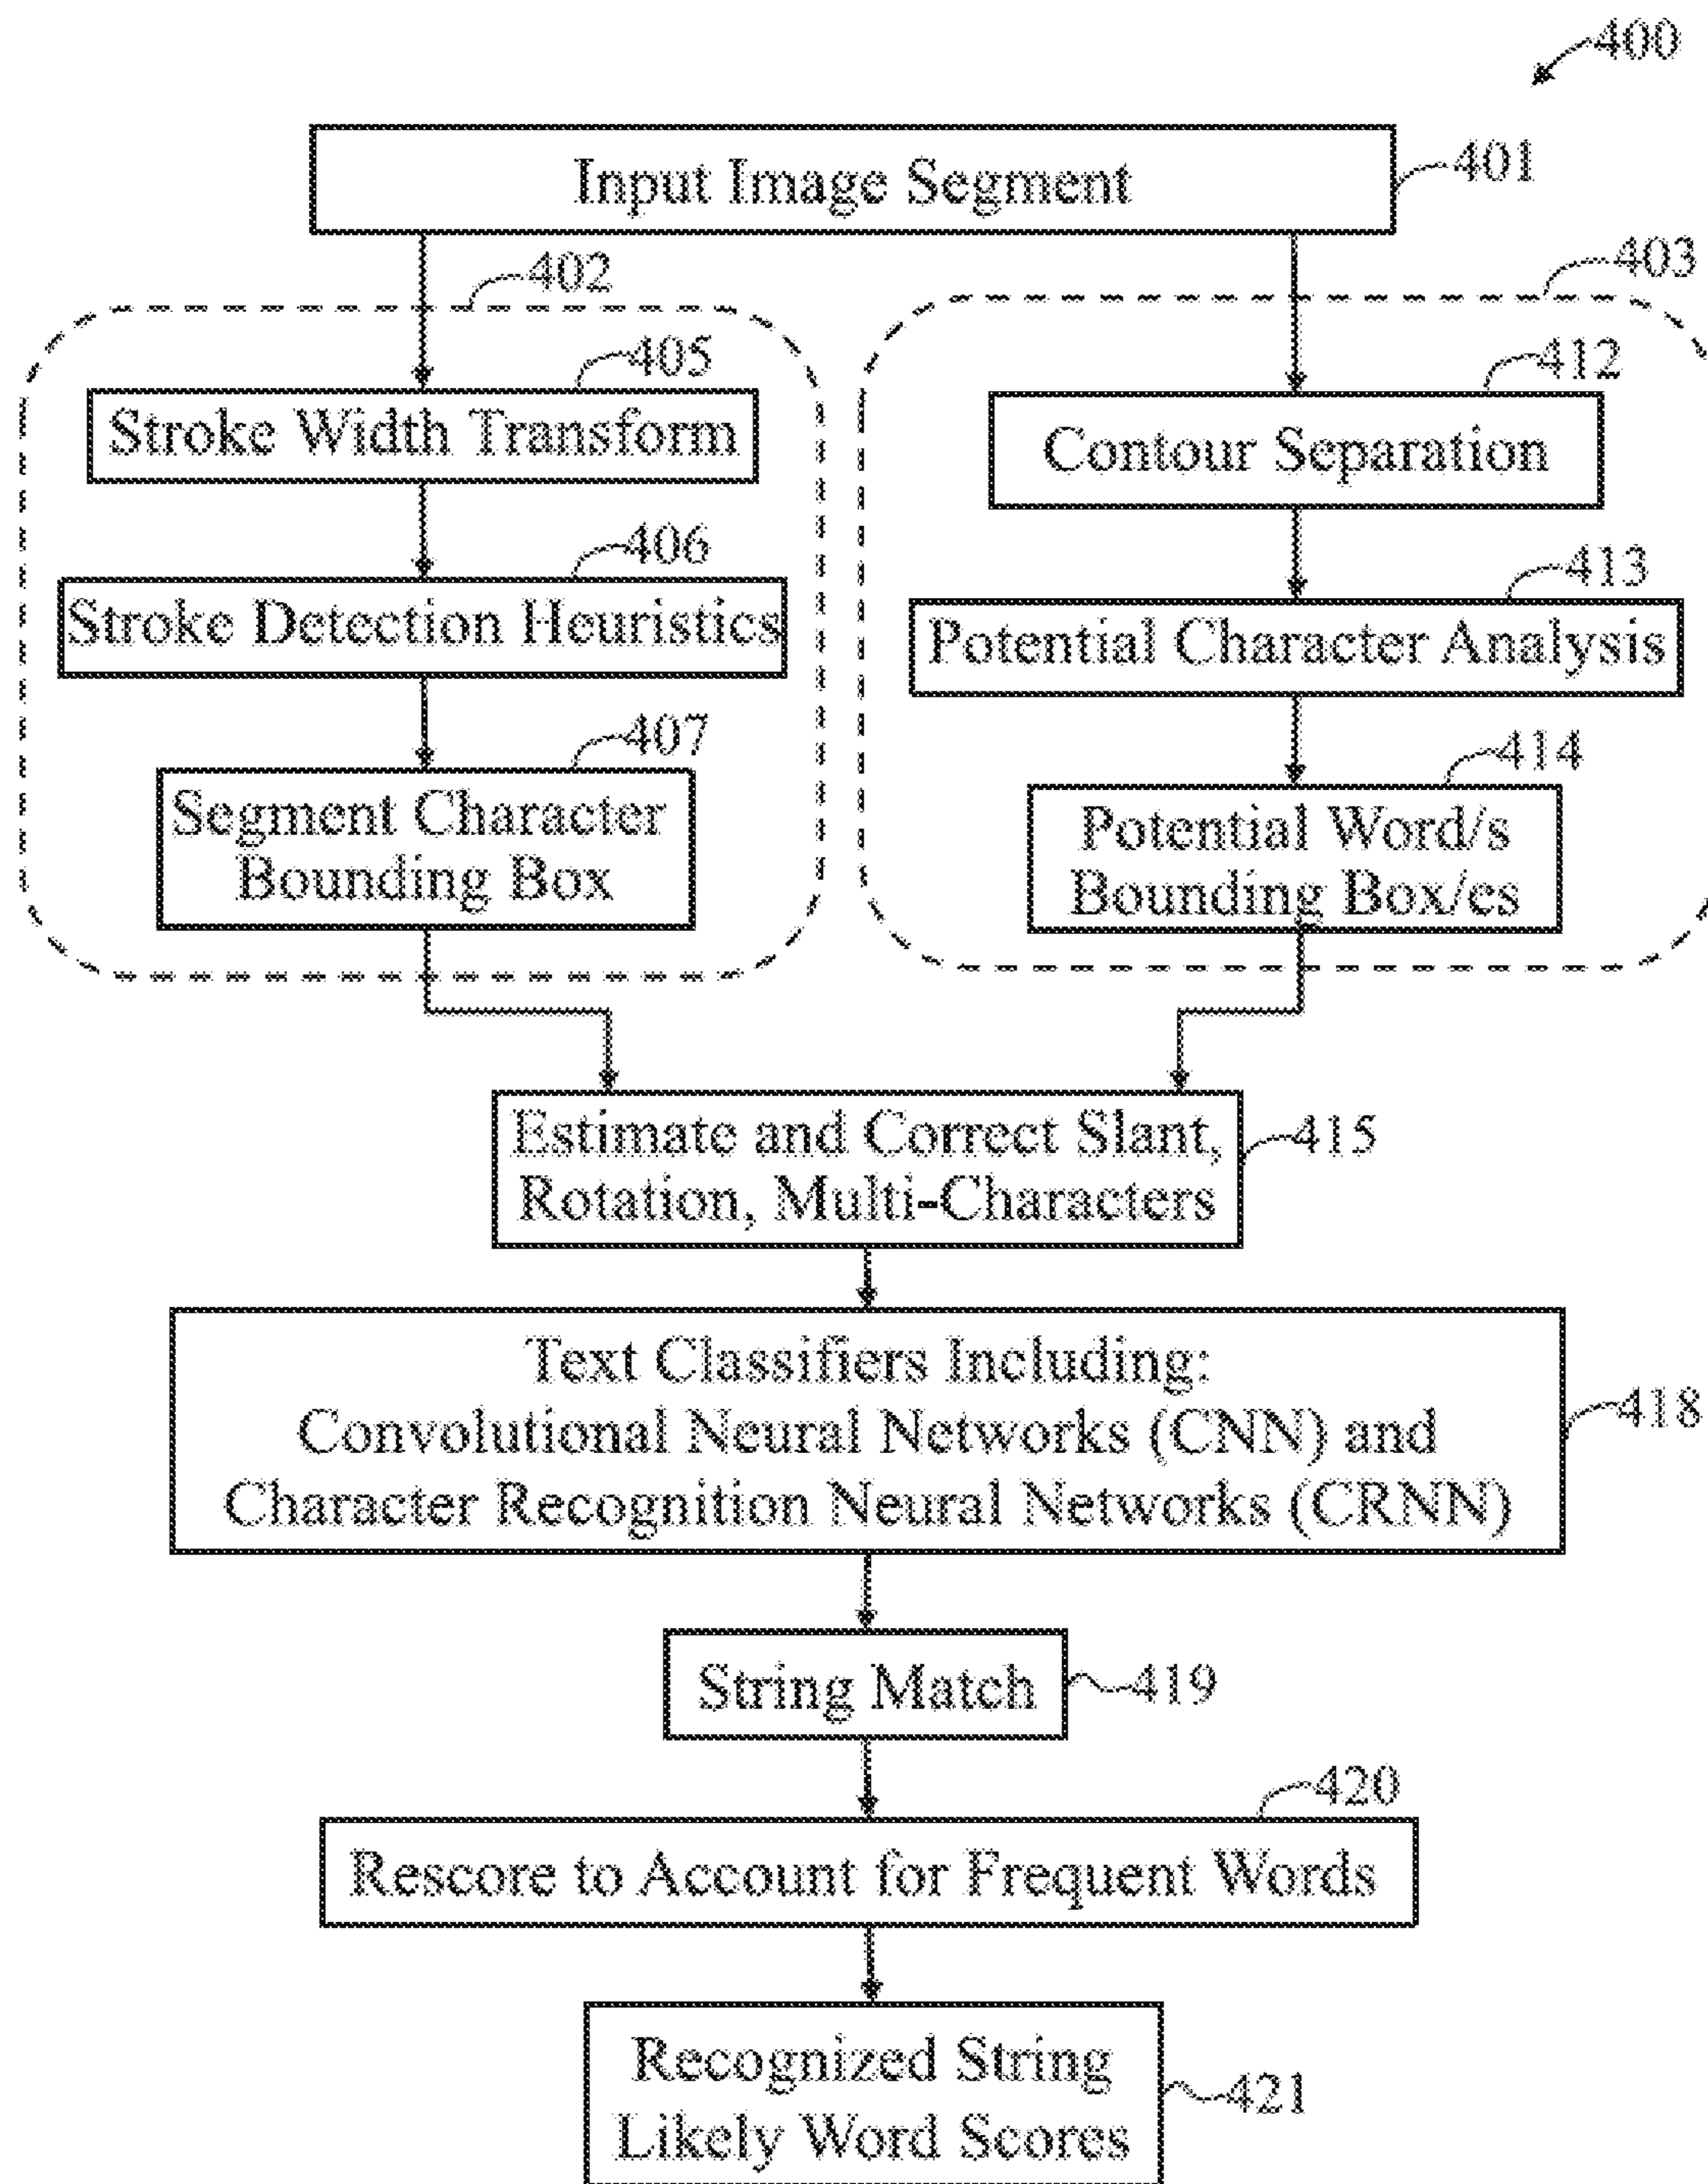 400
Input Image Segment
401
402
403
405
Stroke Width Transform
412
Contour Separation
406
Stroke Detection Heuristics
413
Potential Character Analysis
407
Segment Character
Bounding Box
414
Potential Word/s
Bounding Box/es
Estimate and Correct Slant,
Rotation, Multi-Characters
415
Text Classifiers Including:
Convolutional Neural Networks (CNN) and
Character Recognition Neural Networks (CRNN)
418
String Match
419
420
Rescore to Account for Frequent Words
Recognized String
Likely Word Scores
421